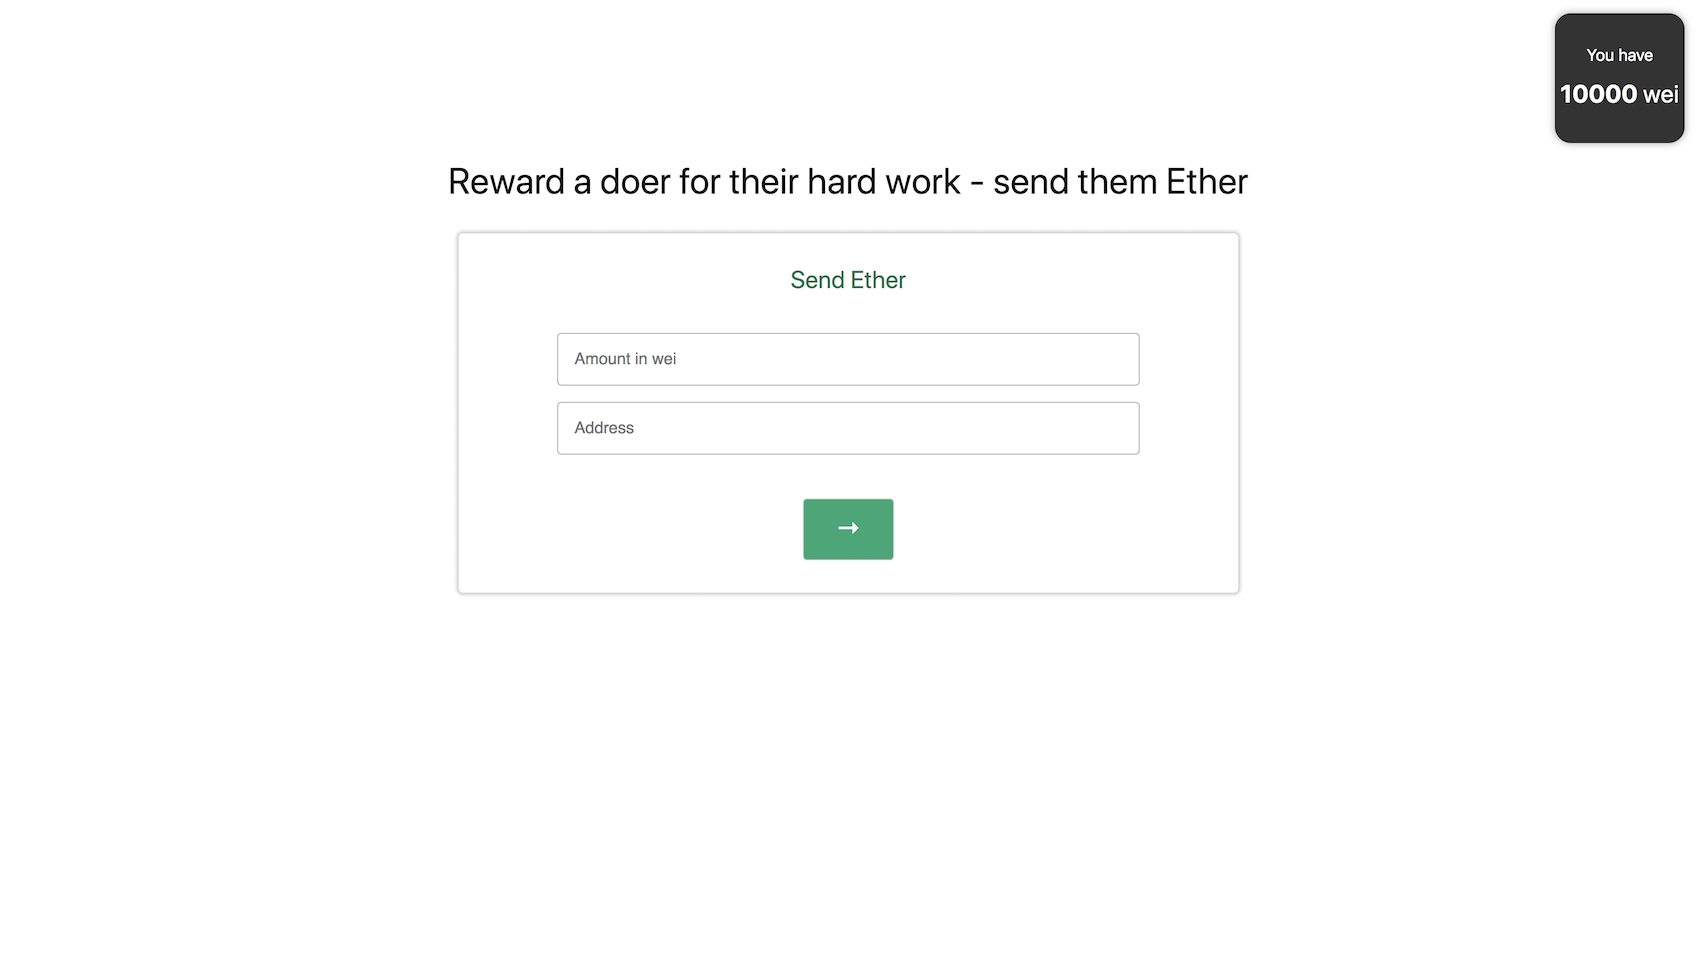 You have
10000 wei
Reward a doer for their hard work - send them Ether
Send Ether
Amount in wei
Address